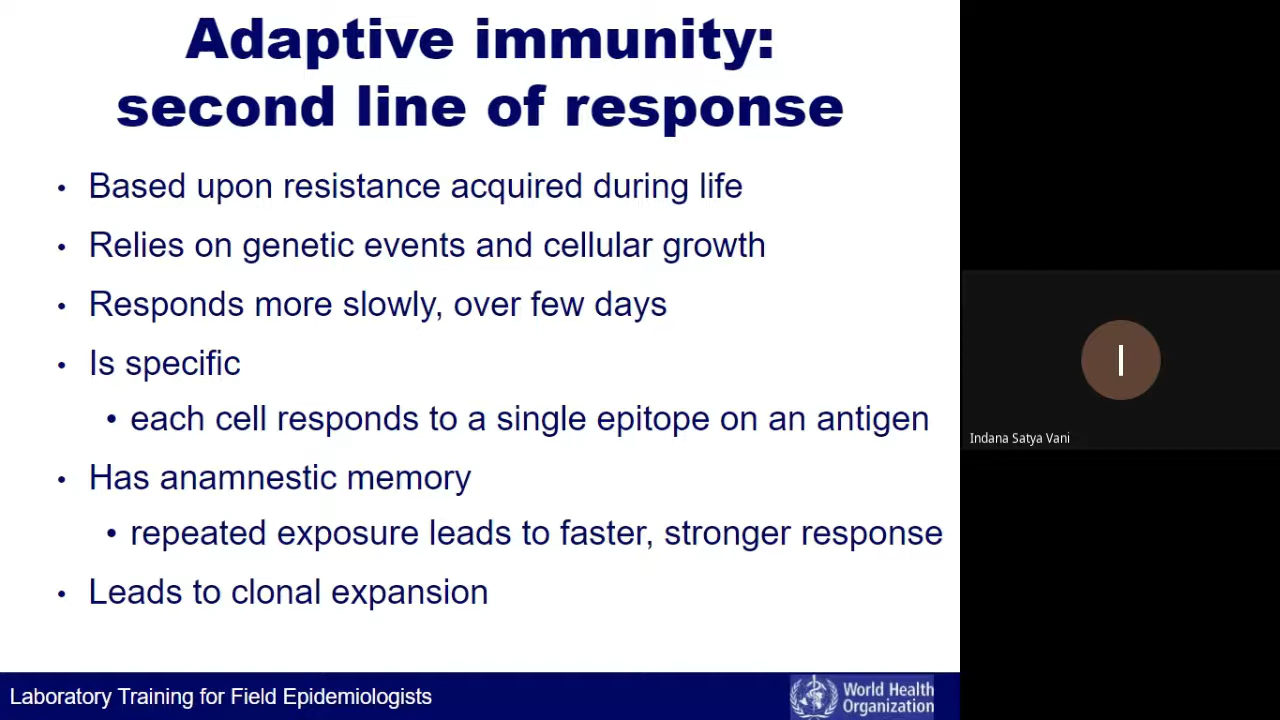 Adaptive immunity:
second line of response
• Based upon resistance acquired during life
• Relies on genetic events and cellular growth
• Responds more slowly, over few days
• Is specific
• each cell responds to a single epitope on an antigen
• Has anamnestic memory
• repeated exposure leads to faster, stronger response
• Leads to clonal expansion
Laboratory Training for Field Epidemiologists
World Health
Organization
I
Indana Satya Vani